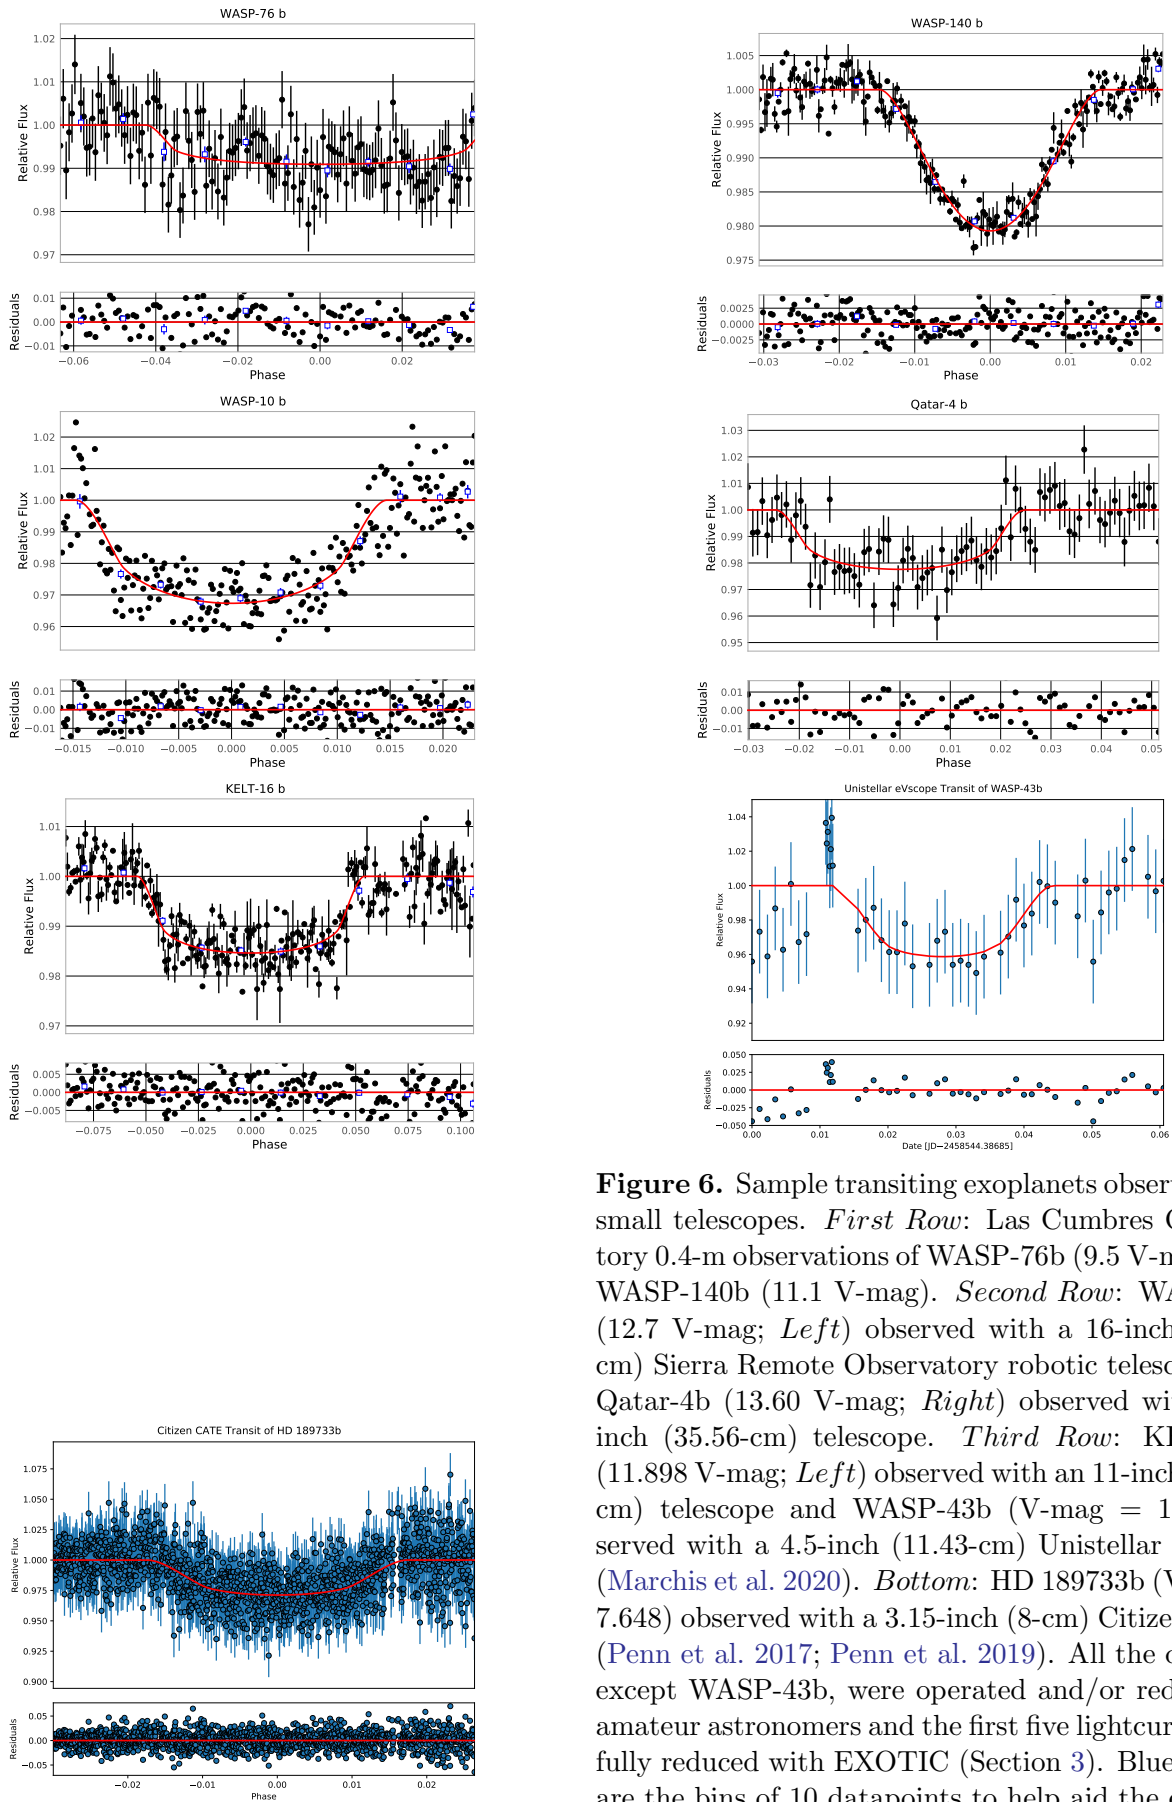 WASP-76 b
1.02
1.01
1.00
0.99
0.98
0.97
Relative Flux
0.01
0.00
−0.01
Residuals
−0.06 −0.04 −0.02 0.00 0.02
Phase
WASP-140 b
1.005
1.000
0.995
0.990
0.985
0.980
0.975
Relative Flux
0.0025
0.0000
−0.0025
Residuals
−0.03 −0.02 −0.01 0.00 0.01 0.02
Phase
WASP-10 b
1.02
1.01
1.00
0.99
0.98
0.97
0.96
Relative Flux
0.01
0.00
−0.01
Residuals
−0.015 −0.010 −0.005 0.000 0.005 0.010 0.015 0.020
Phase
Qatar-4 b
1.03
1.02
1.01
1.00
0.99
0.98
0.97
0.96
0.95
Relative Flux
0.01
0.00
−0.01
Residuals
−0.03 −0.02 −0.01 0.00 0.01 0.02 0.03 0.04 0.05
Phase
KELT-16 b
1.01
1.00
0.99
0.98
0.97
Relative Flux
0.005
0.000
−0.005
Residuals
−0.075 −0.050 −0.025 0.000 0.025 0.050 0.075 0.100
Phase
Unistellar eVscope Transit of WASP-43b
1.04
1.02
1.00
0.98
0.96
0.94
0.92
Relative Flux
0.050
0.025
0.000
−0.025
−0.050
Residuals
0.00 0.01 0.02 0.03 0.04 0.05 0.06
Date [JD−2458544.38685]
Citizen CATE Transit of HD 189733b
1.075
1.050
1.025
1.000
0.975
0.950
0.925
0.900
Relative Flux
0.05
0.00
−0.05
Residuals
−0.02 −0.01 0.00 0.01 0.02
Phase
Figure 6. Sample transiting exoplanets observ
small telescopes. First Row: Las Cumbres
tory 0.4-m observations of WASP-76b (9.5 V-m
WASP-140b (11.1 V-mag). Second Row: WA
(12.7 V-mag; Left) observed with a 16-inch
cm) Sierra Remote Observatory robotic telesc
Qatar-4b (13.60 V-mag; Right) observed wi
inch (35.56-cm) telescope. Third Row: KE
(11.898 V-mag; Left) observed with an 11-inch
cm) telescope and WASP-43b (V-mag = 1
served with a 4.5-inch (11.43-cm) Unistellar
(Marchis et al. 2020). Bottom: HD 189733b (V
7.648) observed with a 3.15-inch (8-cm) Citize
(Penn et al. 2017; Penn et al. 2019). All the o
except WASP-43b, were operated and/or red
amateur astronomers and the first five lightcur
fully reduced with EXOTIC (Section 3). Blue
are the bins of 10 datapoints to help aid the